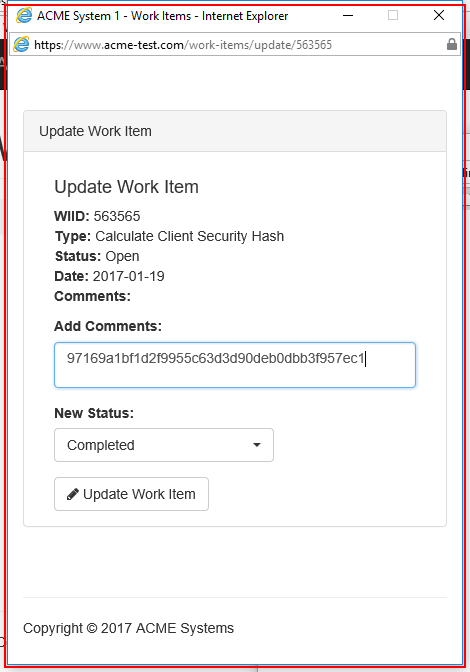 ACME System 1 - Work Items - Internet Explorer
https://www.acme-test.com/work-items/update/563565
Update Work Item
Update Work Item
WIID: 563565
Type: Calculate Client Security Hash
Status: Open
Date: 2017-01-19
Comments:
Add Comments:
97169a1bf1d2f9955c63d3d90deb0dbb3f957ec1
New Status:
Completed
Update Work Item
Copyright © 2017 ACME Systems